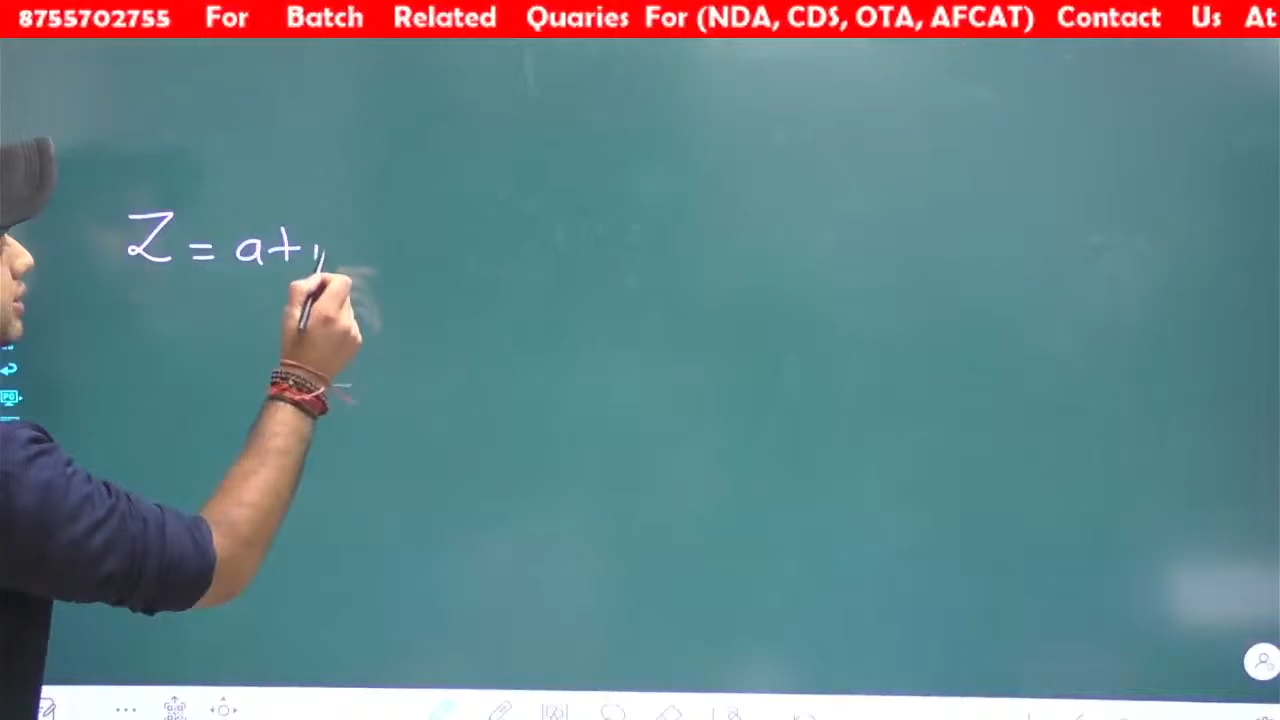 8755702755 For Batch Related Quaries For (NDA, CDS, OTA, AFCAT) Contact Us At
Z = a+